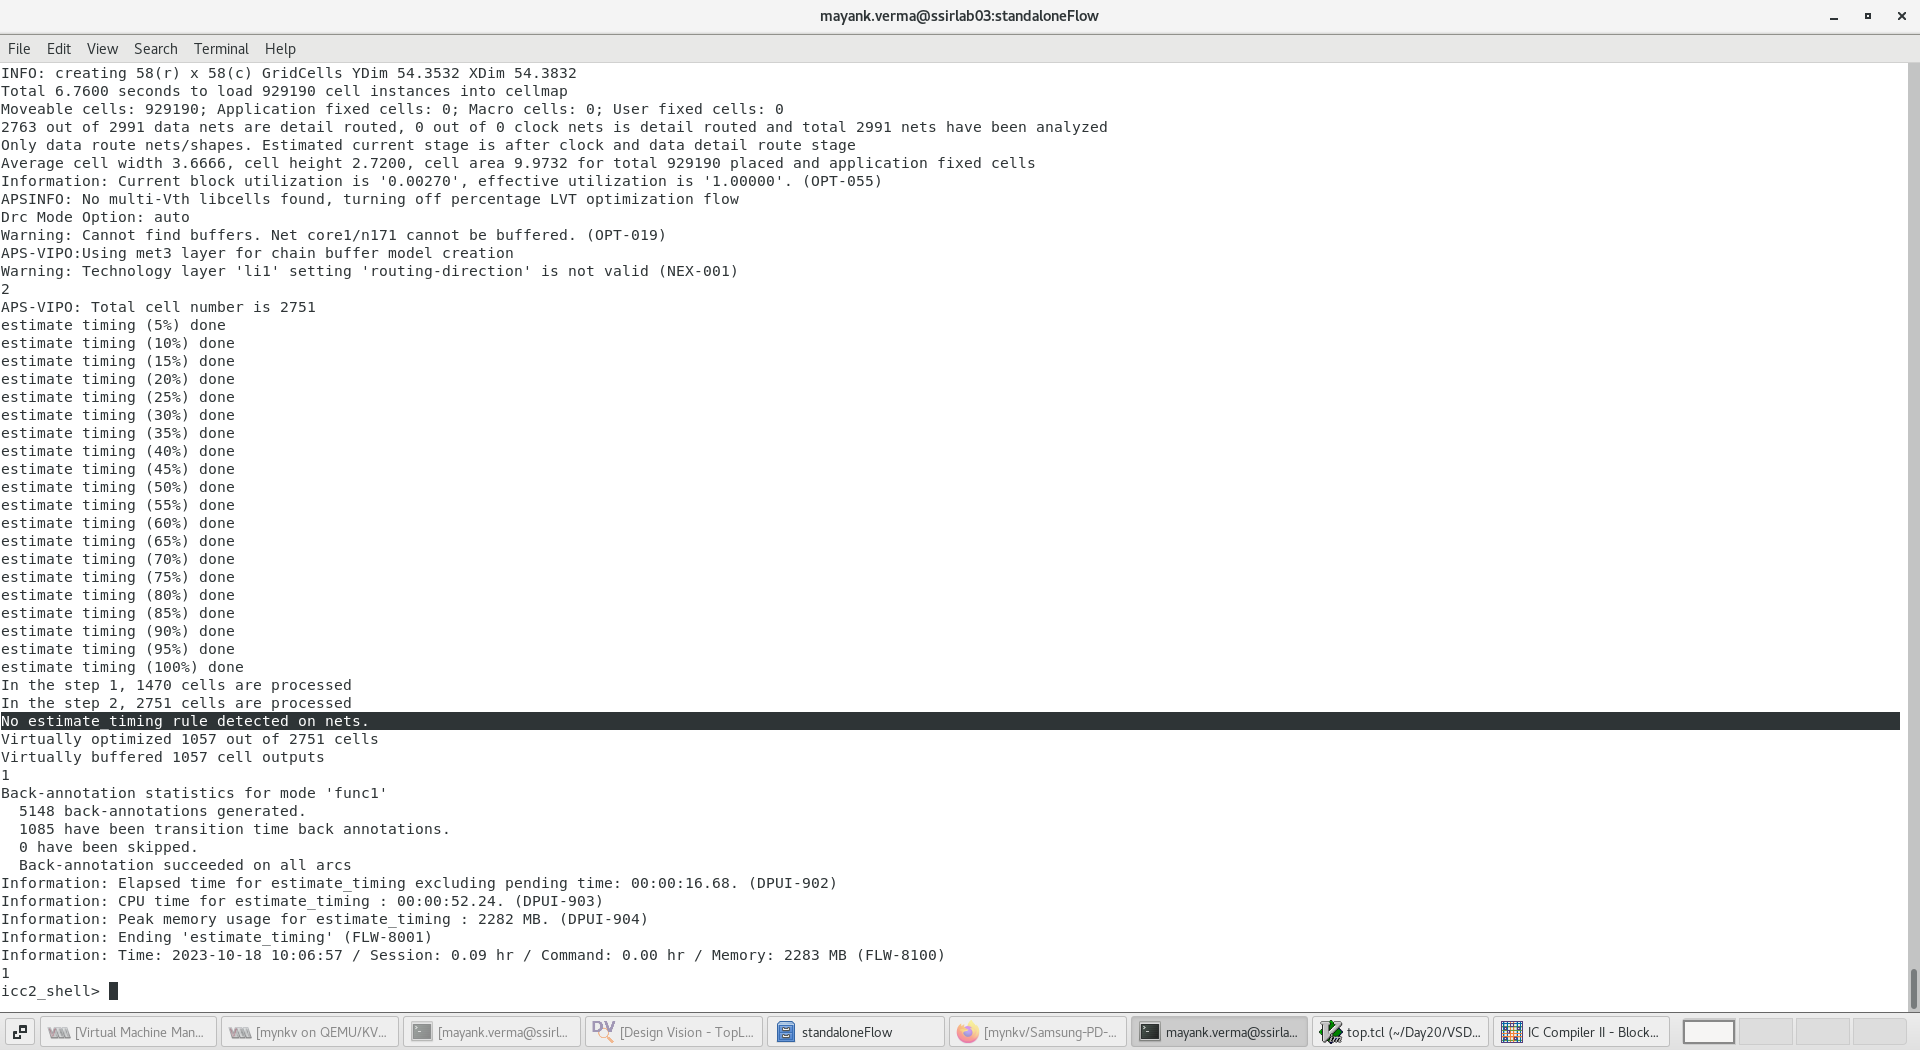 mayank.verma@ssirlab03:standaloneFlow
File Edit View Search Terminal Help
INFO: creating 58(r) x 58(c) GridCells YDim 54.3532 XDim 54.3832
Total 6.7600 seconds to load 929190 cell instances into cellmap
Moveable cells: 929190; Application fixed cells: 0; Macro cells: 0; User fixed cells: 0
2763 out of 2991 data nets are detail routed, 0 out of 0 clock nets is detail routed and total 2991 nets have been analyzed
Only data route nets/shapes. Estimated current stage is after clock and data detail route stage
Average cell width 3.6666, cell height 2.7200, cell area 9.9732 for total 929190 placed and application fixed cells
Information: Current block utilization is '0.00270', effective utilization is '1.00000'. (OPT-055)
APSINFO: No multi-Vth libcells found, turning off percentage LVT optimization flow
Drc Mode Option: auto
Warning: Cannot find buffers. Net core1/n171 cannot be buffered. (OPT-019)
APS-VIPO:Using met3 layer for chain buffer model creation
Warning: Technology layer 'li1' setting 'routing-direction' is not valid (NEX-001)
2
APS-VIPO: Total cell number is 2751
estimate timing (5%) done
estimate timing (10%) done
estimate timing (15%) done
estimate timing (20%) done
estimate timing (25%) done
estimate timing (30%) done
estimate timing (35%) done
estimate timing (40%) done
estimate timing (45%) done
estimate timing (50%) done
estimate timing (55%) done
estimate timing (60%) done
estimate timing (65%) done
estimate timing (70%) done
estimate timing (75%) done
estimate timing (80%) done
estimate timing (85%) done
estimate timing (90%) done
estimate timing (95%) done
estimate timing (100%) done
In the step 1, 1470 cells are processed
In the step 2, 2751 cells are processed
No estimate_timing rule detected on nets.
Virtually optimized 1057 out of 2751 cells
Virtually buffered 1057 cell outputs
1
Back-annotation statistics for mode 'func1'
5148 back-annotations generated.
1085 have been transition time back annotations.
0 have been skipped.
Back-annotation succeeded on all arcs
Information: Elapsed time for estimate_timing excluding pending time: 00:00:16.68. (DPUI-902)
Information: CPU time for estimate_timing : 00:00:52.24. (DPUI-903)
Information: Peak memory usage for estimate_timing : 2282 MB. (DPUI-904)
Information: Ending 'estimate_timing' (FLW-8001)
Information: Time: 2023-10-18 10:06:57 / Session: 0.09 hr / Command: 0.00 hr / Memory: 2283 MB (FLW-8100)
1
icc2_shell>
[Virtual Machine Man... [mynkv on QEMU/KV... [mayank.verma@ssirl... DV [Design Vision - TopL... standaloneFlow [mynkv/Samsung-PD-... mayank.verma@ssirla... top.tcl (~/Day20/VSD... IC Compiler II - Block...